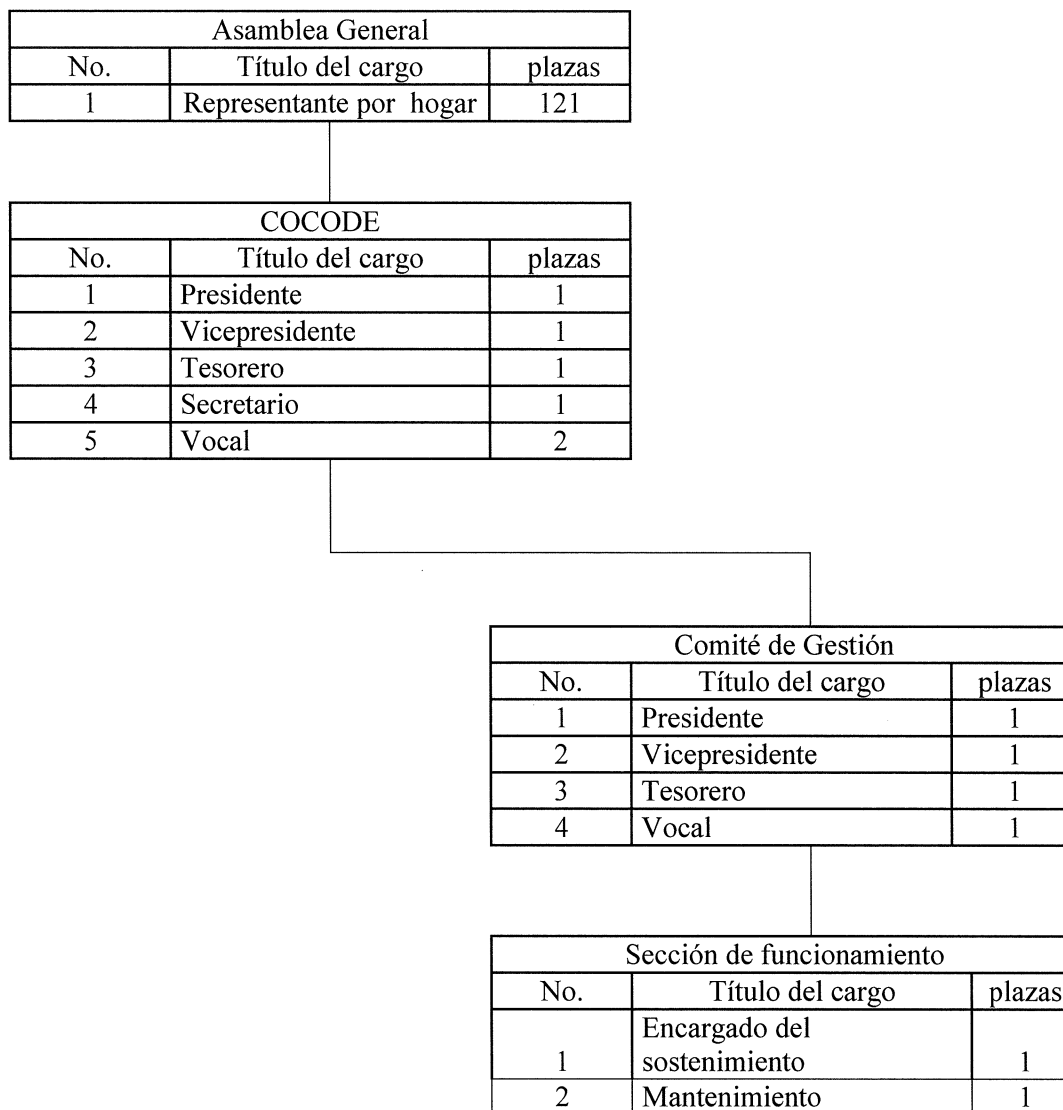 Asamblea General
No. Título del cargo plazas
1 Representante por hogar 121
COCODE
No. Título del cargo plazas
1 Presidente 1
2 Vicepresidente 1
3 Tesorero 1
4 Secretario 1
5 Vocal 2
Comité de Gestión
No. Título del cargo plazas
1 Presidente 1
2 Vicepresidente 1
3 Tesorero 1
4 Vocal 1
Sección de funcionamiento
No. Título del cargo plazas
Encargado del
1 sostenimiento 1
2 Mantenimiento 1